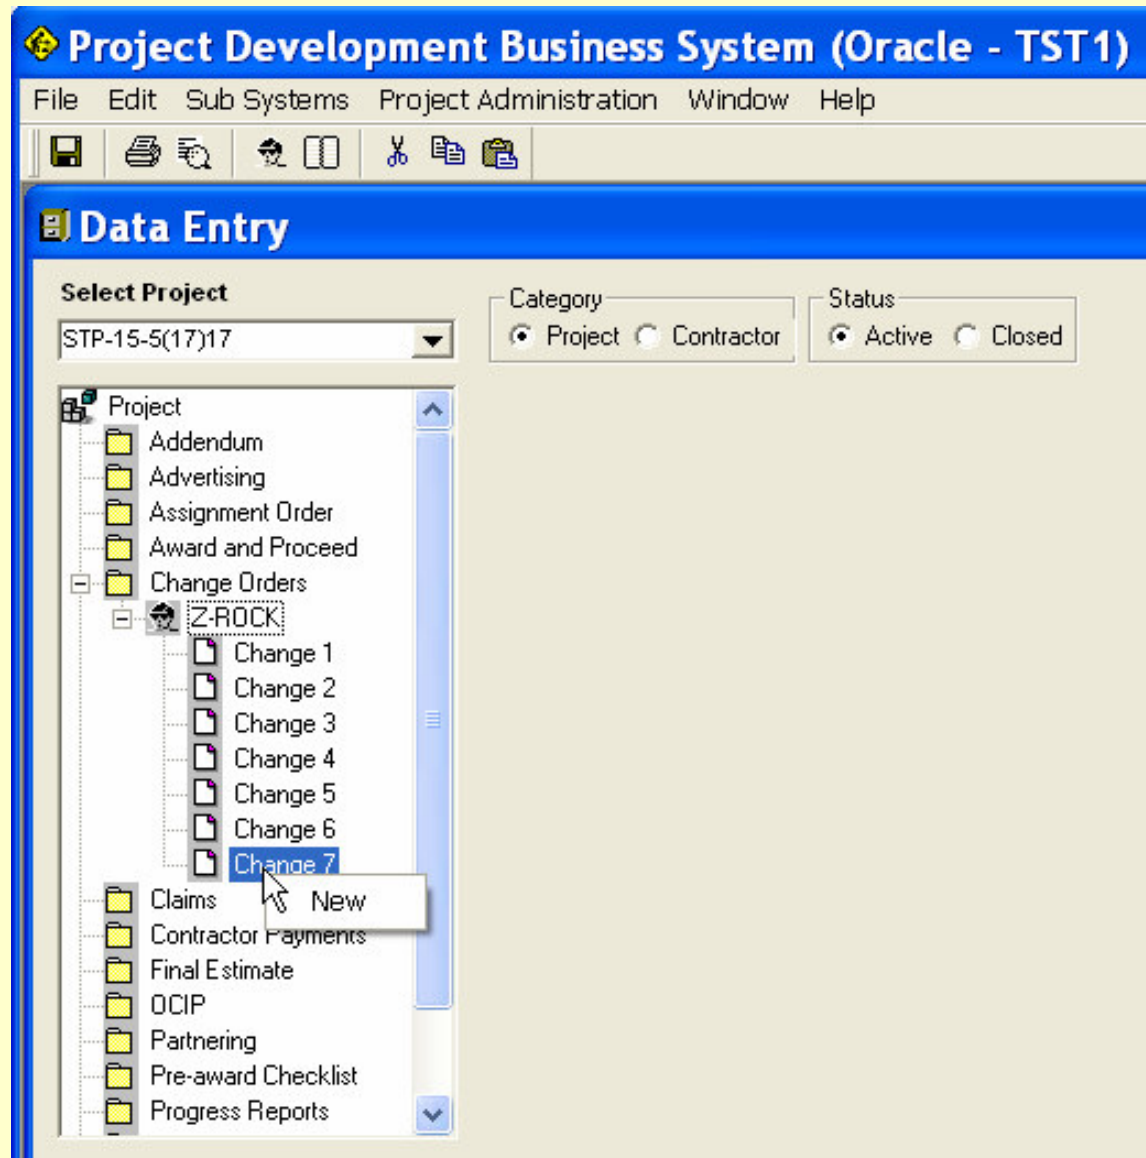 Project Development Business System (Oracle - TST1)
File Edit Sub Systems Project Administration Window Help
Data Entry
Select Project
STP-15-5(17)17
Category
Project Contractor
Status
Active Closed
Project
Addendum
Advertising
Assignment Order
Award and Proceed
Change Orders
Z-ROCK
Change 1
Change 2
Change 3
Change 4
Change 5
Change 6
Change 7
New
Claims
Contractor Payments
Final Estimate
OCIP
Partnering
Pre-award Checklist
Progress Reports